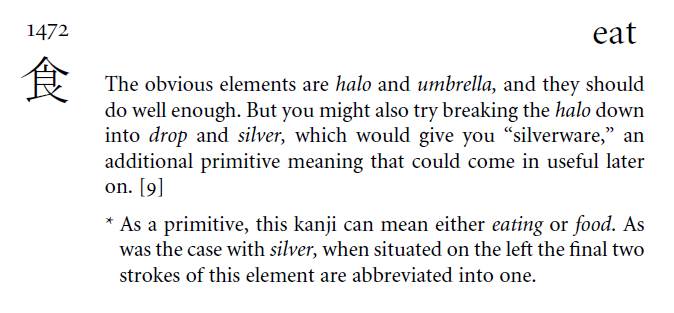 1472 eat
食
The obvious elements are halo and umbrella, and they should
do well enough. But you might also try breaking the halo down
into drop and silver, which would give you “silverware,” an
additional primitive meaning that could come in useful later
on. [9]
* As a primitive, this kanji can mean either eating or food. As
was the case with silver, when situated on the left the final two
strokes of this element are abbreviated into one.